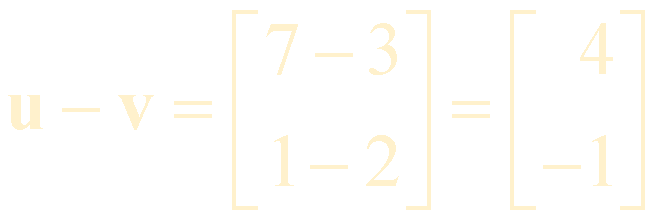 u − v = [7 − 3; 1 − 2] = [4; −1]